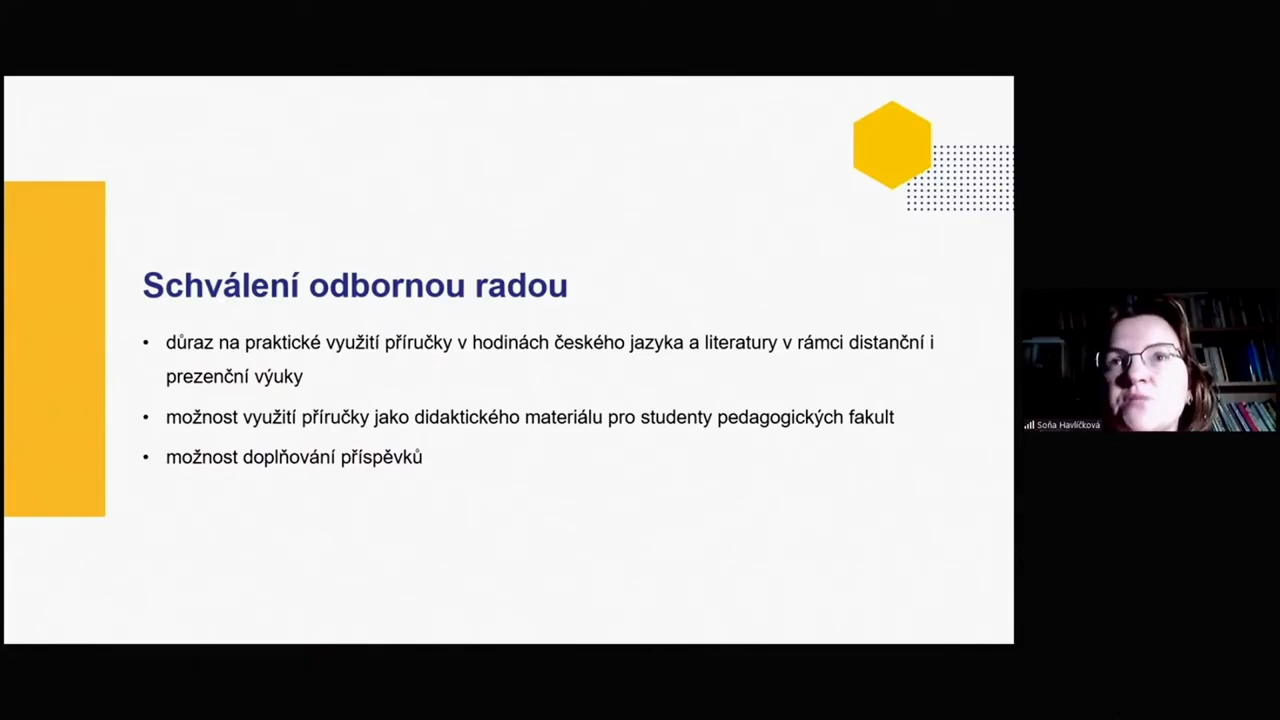 Schválení odbornou radou
• důraz na praktické využití příručky v hodinách českého jazyka a literatury v rámci distanční i
prezenční výuky
• možnost využití příručky jako didaktického materiálu pro studenty pedagogických fakult
• možnost doplňování příspěvků
Soňa Havlíčková